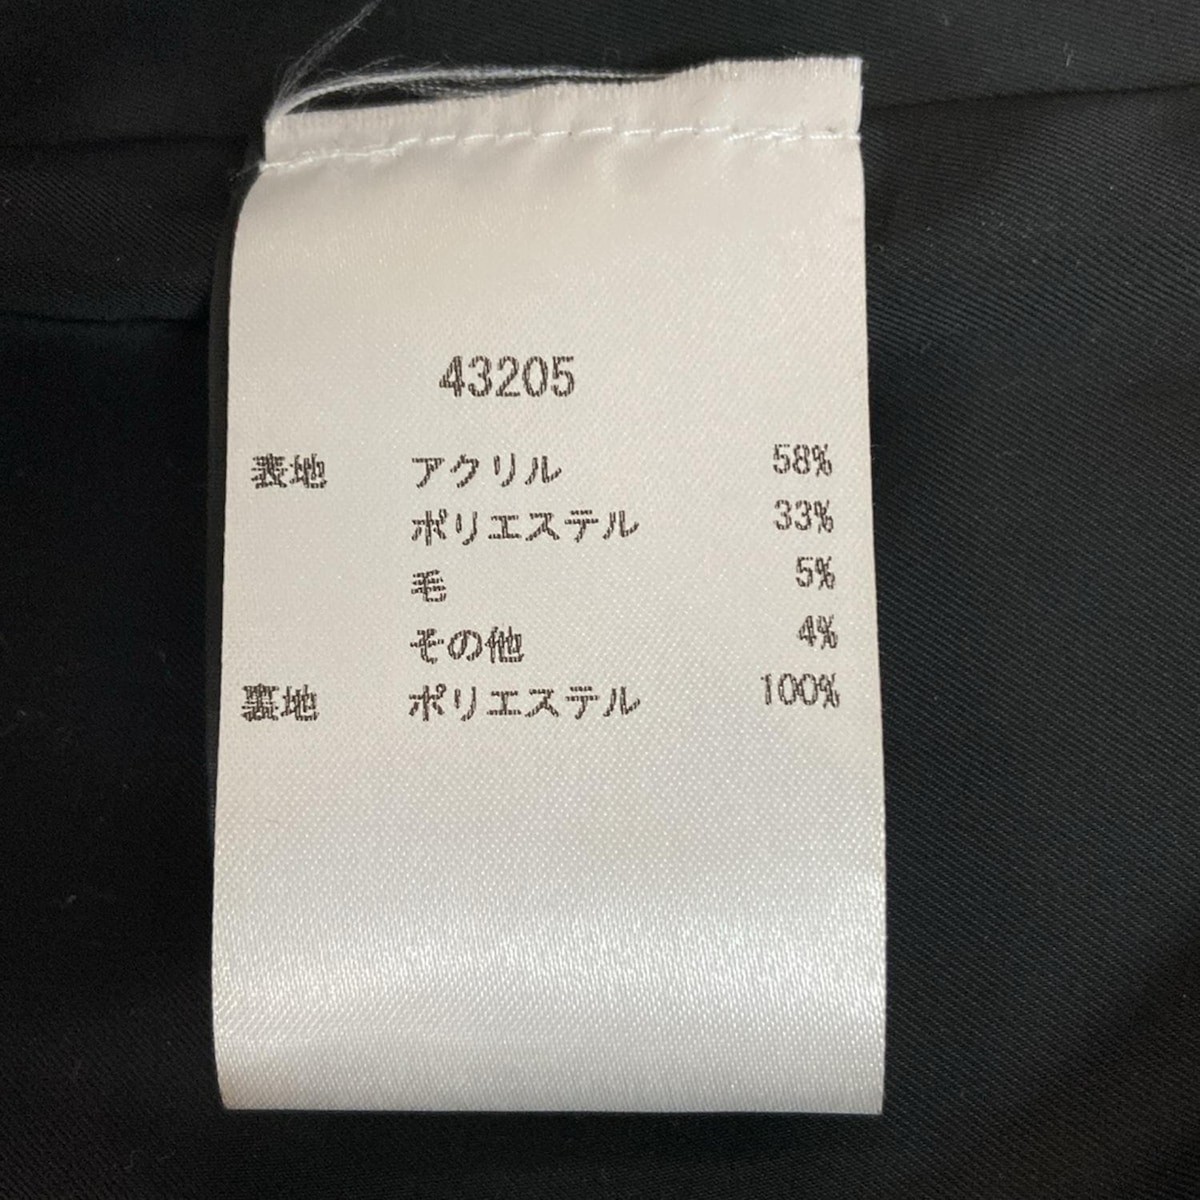 43205
表地 アクリル 58%
ポリエステル 33%
毛 5%
その他 4%
裏地 ポリエステル 100%